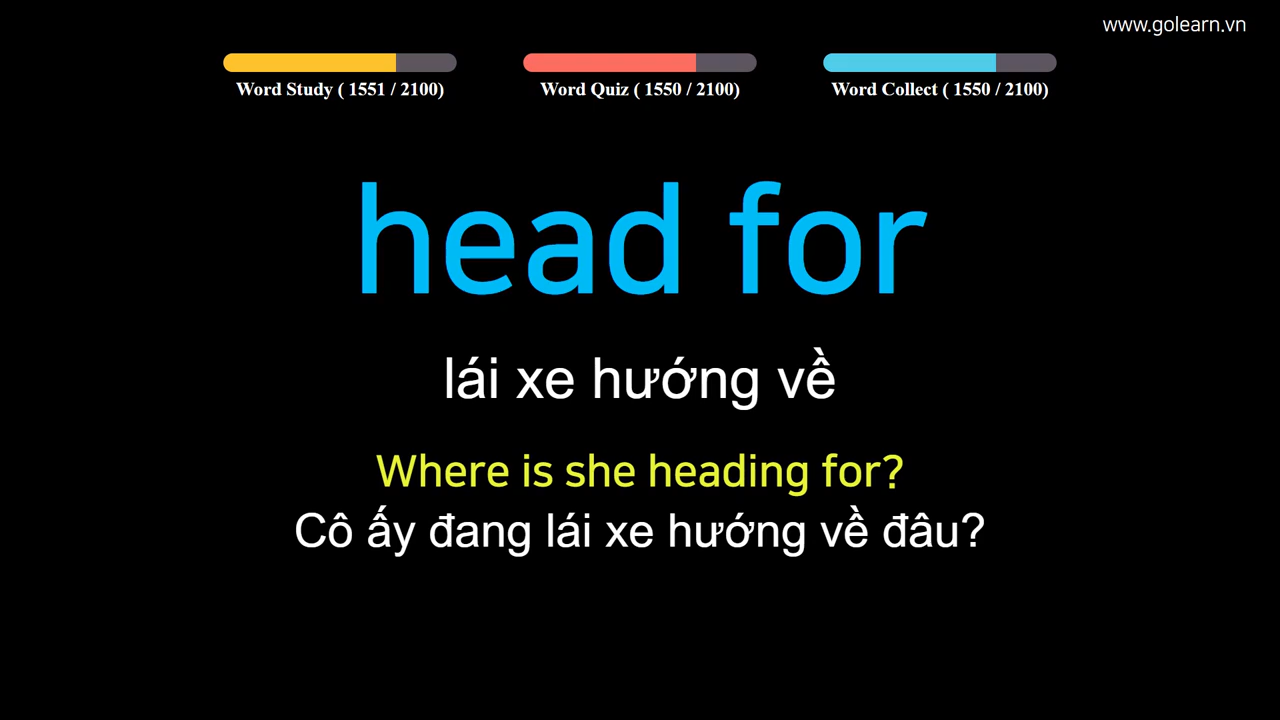 www.golearn.vn
Word Study ( 1551 / 2100)
Word Quiz ( 1550 / 2100)
Word Collect ( 1550 / 2100)
head for
lái xe hướng về
Where is she heading for?
Cô ấy đang lái xe hướng về đâu?